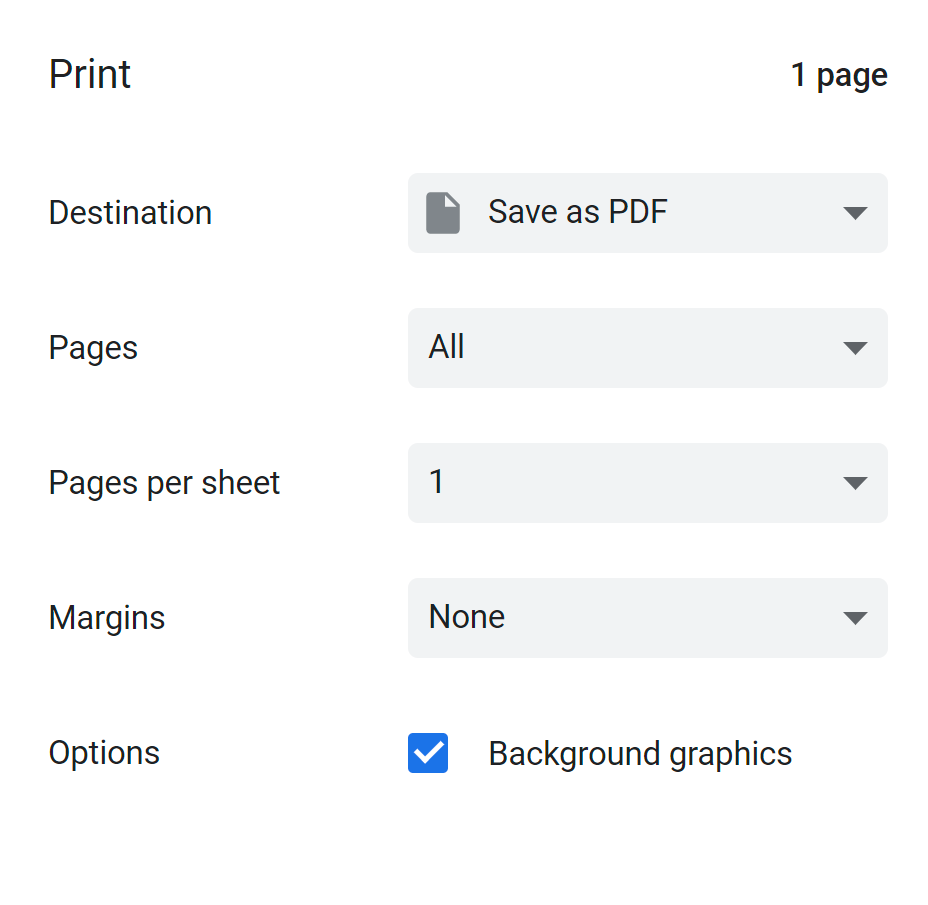 Print 1 page
Destination Save as PDF
Pages All
Pages per sheet 1
Margins None
Options Background graphics